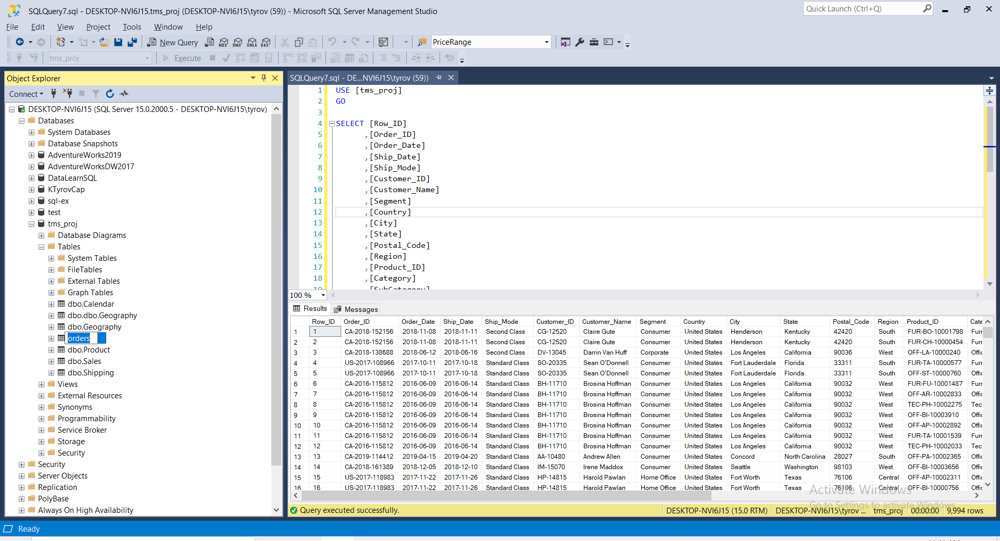 SQLQuery7.sql - DESKTOP-NVI6J15.tms_proj (DESKTOP-NVI6J15\tyrov (59)) - Microsoft SQL Server Management Studio
Quick Launch (Ctrl+Q)
File Edit View Project Tools Window Help
New Query MDX DMX XMLA DAX PriceRange
tms_proj Execute
Object Explorer
Connect
DESKTOP-NVI6J15 (SQL Server 15.0.2000.5 - DESKTOP-NVI6J15\tyrov)
Databases
System Databases
Database Snapshots
AdventureWorks2019
AdventureWorksDW2017
DataLearnSQL
KTyrovCap
sql-ex
test
tms_proj
Database Diagrams
Tables
System Tables
FileTables
External Tables
Graph Tables
dbo.Calendar
dbo.dbo.Geography
dbo.Geography
orders
dbo.Product
dbo.Sales
dbo.Shipping
Views
External Resources
Synonyms
Programmability
Service Broker
Storage
Security
Security
Server Objects
Replication
PolyBase
Always On High Availability
SQLQuery7.sql - DE...NVI6J15\tyrov (59))
1 USE [tms_proj]
2 GO
3
4 SELECT [Row_ID]
5 ,[Order_ID]
6 ,[Order_Date]
7 ,[Ship_Date]
8 ,[Ship_Mode]
9 ,[Customer_ID]
10 ,[Customer_Name]
11 ,[Segment]
12 ,[Country]
13 ,[City]
14 ,[State]
15 ,[Postal_Code]
16 ,[Region]
17 ,[Product_ID]
18 ,[Category]
19 ,[SubCategory]
100 %
Results Messages
Row_ID Order_ID Order_Date Ship_Date Ship_Mode Customer_ID Customer_Name Segment Country City State Postal_Code Region Product_ID Cate
1 1 CA-2018-152156 2018-11-08 2018-11-11 Second Class CG-12520 Claire Gute Consumer United States Henderson Kentucky 42420 South FUR-BO-10001798 Furr
2 2 CA-2018-152156 2018-11-08 2018-11-11 Second Class CG-12520 Claire Gute Consumer United States Henderson Kentucky 42420 South FUR-CH-10000454 Furr
3 3 CA-2018-138688 2018-06-12 2018-06-16 Second Class DV-13045 Darrin Van Huff Corporate United States Los Angeles California 90036 West OFF-LA-10000240 Offic
4 4 US-2017-108966 2017-10-11 2017-10-18 Standard Class SO-20335 Sean O'Donnell Consumer United States Fort Lauderdale Florida 33311 South FUR-TA-10000577 Furr
5 5 US-2017-108966 2017-10-11 2017-10-18 Standard Class SO-20335 Sean O'Donnell Consumer United States Fort Lauderdale Florida 33311 South OFF-ST-10000760 Offic
6 6 CA-2016-115812 2016-06-09 2016-06-14 Standard Class BH-11710 Brosina Hoffman Consumer United States Los Angeles California 90032 West FUR-FU-10001487 Furr
7 7 CA-2016-115812 2016-06-09 2016-06-14 Standard Class BH-11710 Brosina Hoffman Consumer United States Los Angeles California 90032 West OFF-AR-10002833 Offic
8 8 CA-2016-115812 2016-06-09 2016-06-14 Standard Class BH-11710 Brosina Hoffman Consumer United States Los Angeles California 90032 West TEC-PH-10002275 Tec
9 9 CA-2016-115812 2016-06-09 2016-06-14 Standard Class BH-11710 Brosina Hoffman Consumer United States Los Angeles California 90032 West OFF-BI-10003910 Offic
10 10 CA-2016-115812 2016-06-09 2016-06-14 Standard Class BH-11710 Brosina Hoffman Consumer United States Los Angeles California 90032 West OFF-AP-10002892 Offic
11 11 CA-2016-115812 2016-06-09 2016-06-14 Standard Class BH-11710 Brosina Hoffman Consumer United States Los Angeles California 90032 West FUR-TA-10001539 Furr
12 12 CA-2016-115812 2016-06-09 2016-06-14 Standard Class BH-11710 Brosina Hoffman Consumer United States Los Angeles California 90032 West TEC-PH-10002033 Tec
13 13 CA-2019-114412 2019-04-15 2019-04-20 Standard Class AA-10480 Andrew Allen Consumer United States Concord North Carolina 28027 South OFF-PA-10002365 Offic
14 14 CA-2018-161389 2018-12-05 2018-12-10 Standard Class IM-15070 Irene Maddox Consumer United States Seattle Washington 98103 West OFF-BI-10003656 Offic
15 15 US-2017-118983 2017-11-22 2017-11-26 Standard Class HP-14815 Harold Pawlan Home Office United States Fort Worth Texas 76106 Central OFF-AP-10002311 Offic
16 16 US-2017-118983 2017-11-22 2017-11-26 Standard Class HP-14815 Harold Pawlan Home Office United States Fort Worth Texas 76106 Central OFF-BI-10000756 Offic
Activate Windows
Go to Settings to activate Windows.
Query executed successfully. DESKTOP-NVI6J15 (15.0 RTM) DESKTOP-NVI6J15\tyrov ... tms_proj 00:00:00 9,994 rows
Ready